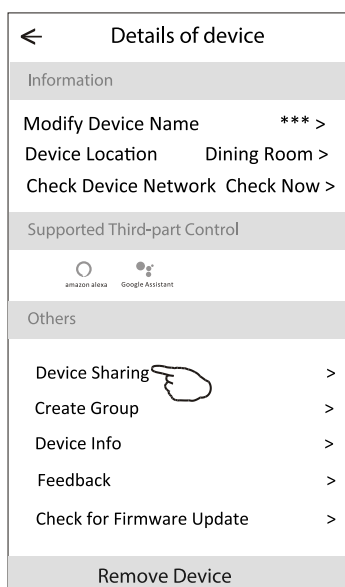 Details of device
Information
Modify Device Name *** >
Device Location Dining Room >
Check Device Network Check Now >
Supported Third-part Control
amazon alexa Google Assistant
Others
Device Sharing >
Create Group >
Device Info >
Feedback >
Check for Firmware Update >
Remove Device